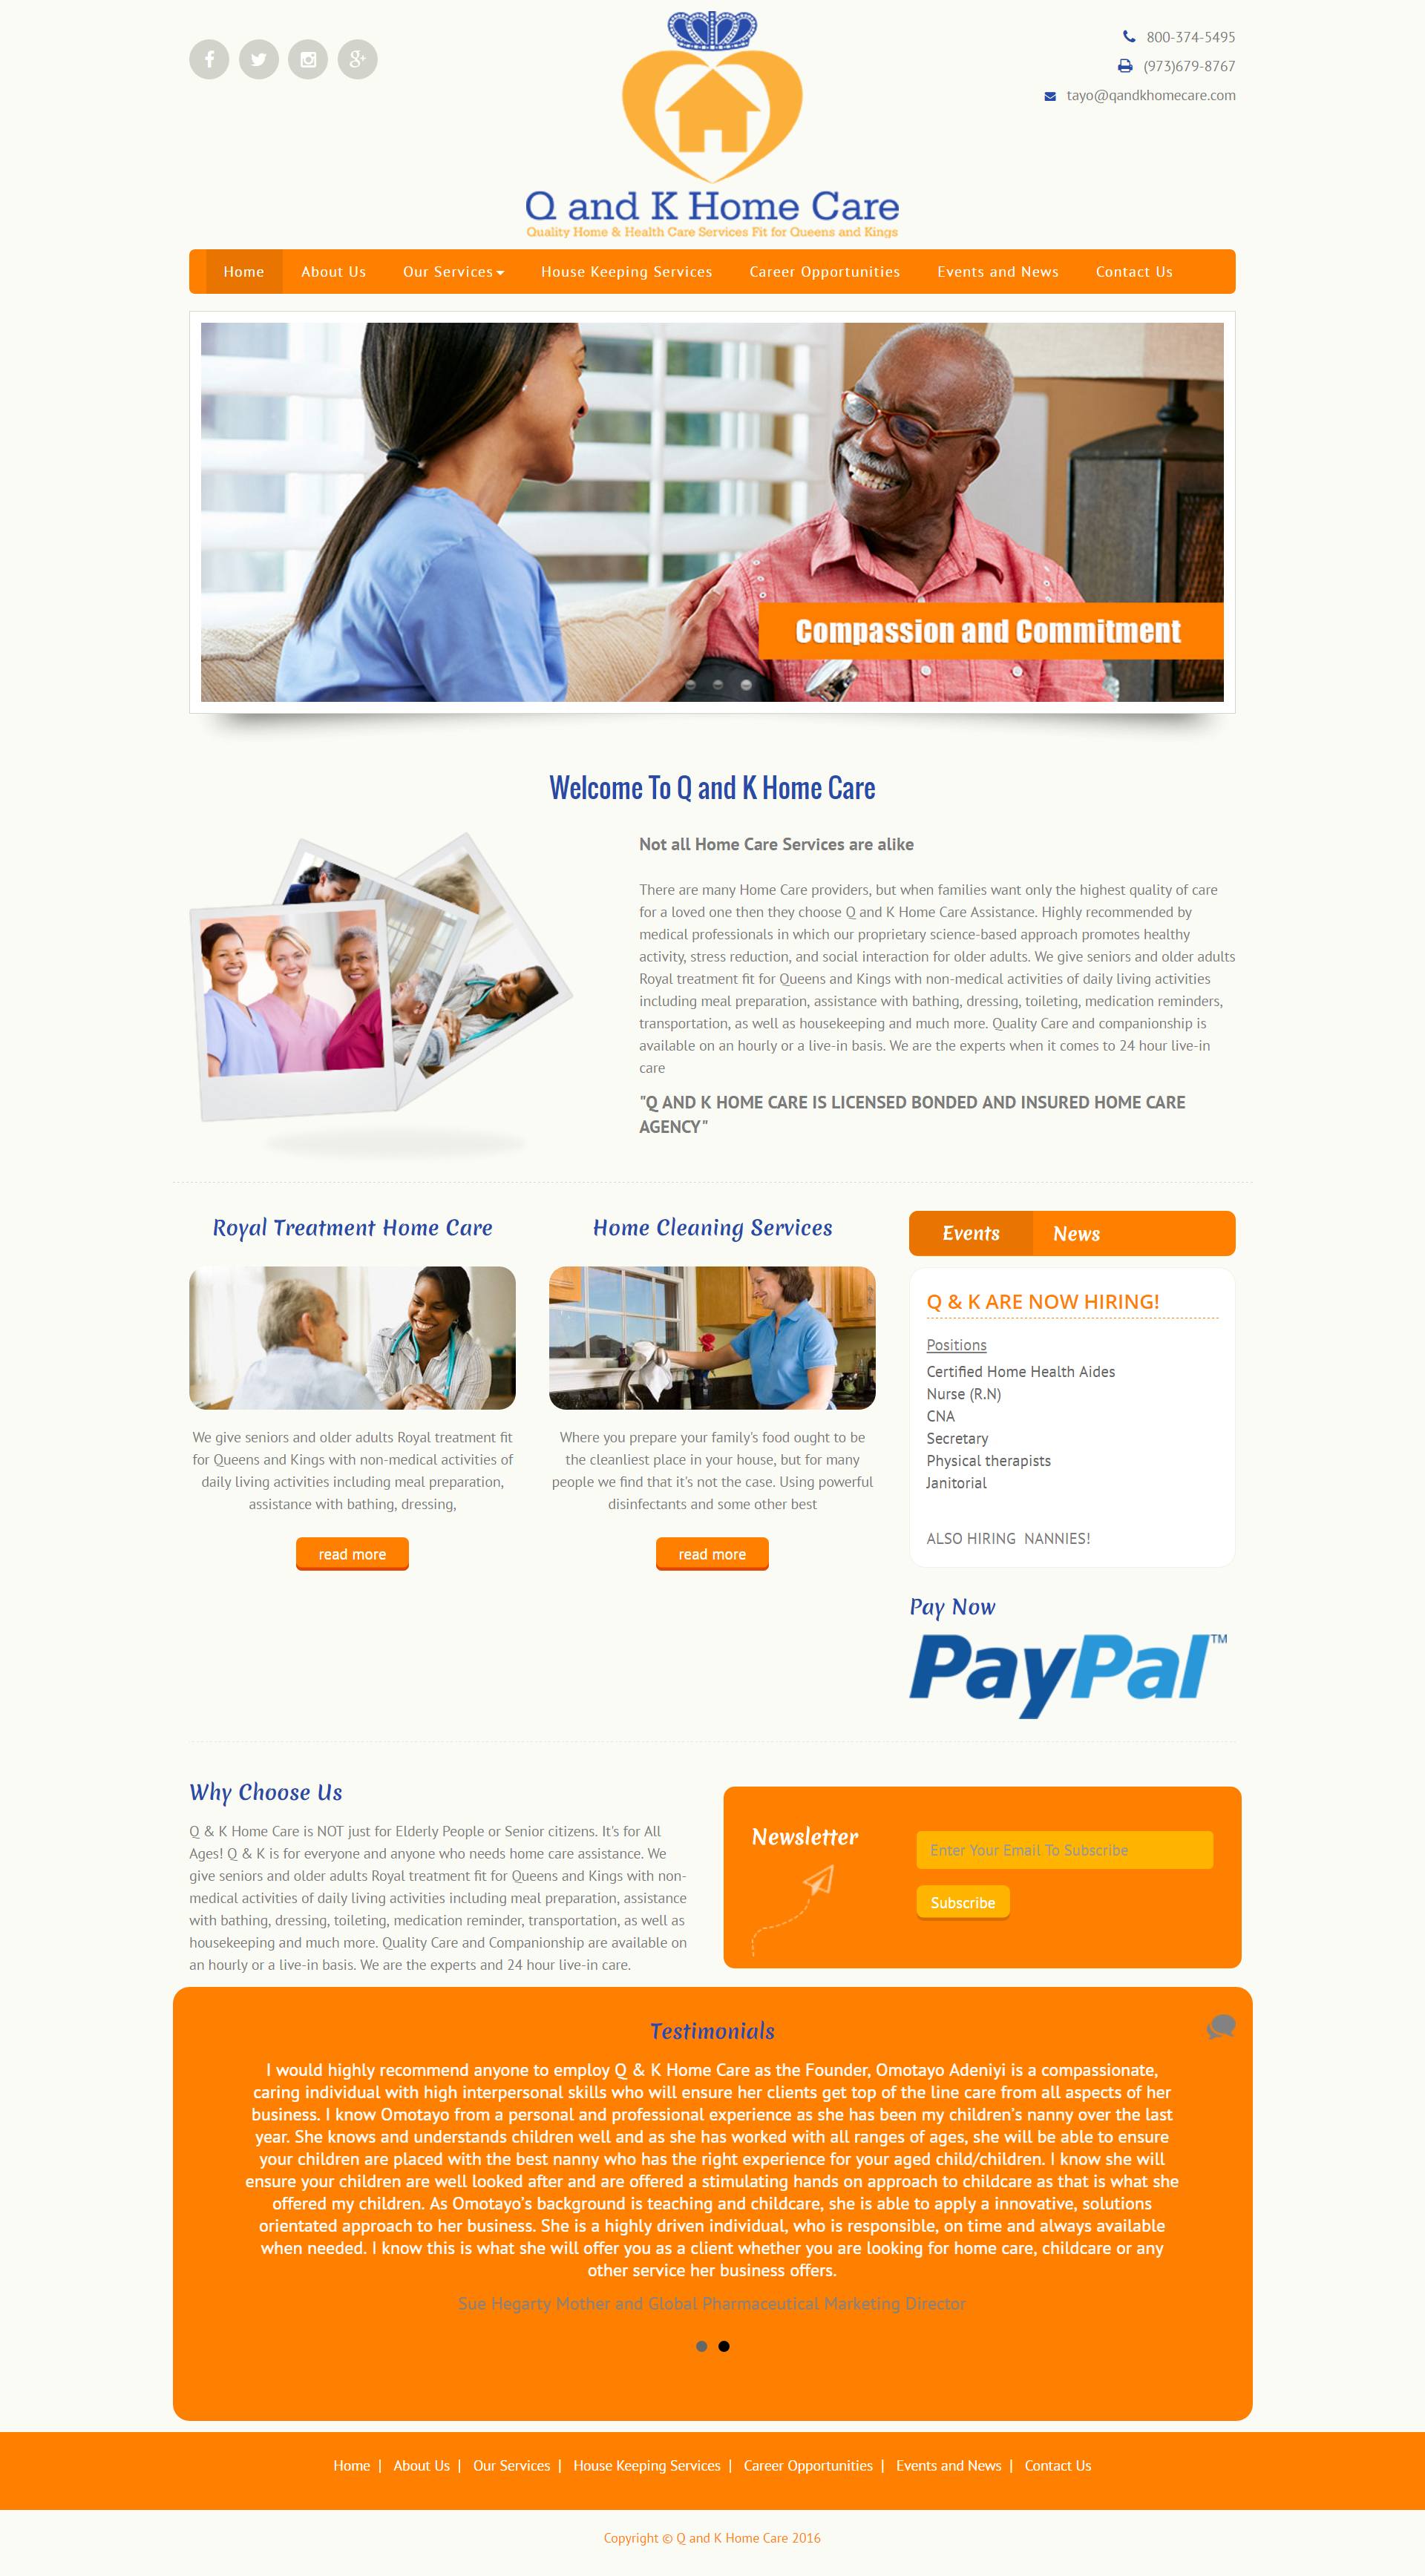 800-374-5495
(973)679-8767
tayo@qandkhomecare.com
Q and K Home Care
Quality Home & Health Care Services Fit for Queens and Kings
Home About Us Our Services House Keeping Services Career Opportunities Events and News Contact Us
Compassion and Commitment
Welcome To Q and K Home Care
Not all Home Care Services are alike
There are many Home Care providers, but when families want only the highest quality of care
for a loved one then they choose Q and K Home Care Assistance. Highly recommended by
medical professionals in which our proprietary science-based approach promotes healthy
activity, stress reduction, and social interaction for older adults. We give seniors and older adults
Royal treatment fit for Queens and Kings with non-medical activities of daily living activities
including meal preparation, assistance with bathing, dressing, toileting, medication reminders,
transportation, as well as housekeeping and much more. Quality Care and companionship is
available on an hourly or a live-in basis. We are the experts when it comes to 24 hour live-in
care
"Q AND K HOME CARE IS LICENSED BONDED AND INSURED HOME CARE
AGENCY"
Royal Treatment Home Care
We give seniors and older adults Royal treatment fit
for Queens and Kings with non-medical activities of
daily living activities including meal preparation,
assistance with bathing, dressing,
read more
Home Cleaning Services
Where you prepare your family's food ought to be
the cleanliest place in your house, but for many
people we find that it's not the case. Using powerful
disinfectants and some other best
read more
Events News
Q & K ARE NOW HIRING!
Positions
Certified Home Health Aides
Nurse (R.N)
CNA
Secretary
Physical therapists
Janitorial
ALSO HIRING  NANNIES!
Pay Now
PayPal™
Why Choose Us
Q & K Home Care is NOT just for Elderly People or Senior citizens. It's for All
Ages! Q & K is for everyone and anyone who needs home care assistance. We
give seniors and older adults Royal treatment fit for Queens and Kings with non-
medical activities of daily living activities including meal preparation, assistance
with bathing, dressing, toileting, medication reminder, transportation, as well as
housekeeping and much more. Quality Care and Companionship are available on
an hourly or a live-in basis. We are the experts and 24 hour live-in care.
Newsletter
Enter Your Email To Subscribe
Subscribe
Testimonials
I would highly recommend anyone to employ Q & K Home Care as the Founder, Omotayo Adeniyi is a compassionate,
caring individual with high interpersonal skills who will ensure her clients get top of the line care from all aspects of her
business. I know Omotayo from a personal and professional experience as she has been my children’s nanny over the last
year. She knows and understands children well and as she has worked with all ranges of ages, she will be able to ensure
your children are placed with the best nanny who has the right experience for your aged child/children. I know she will
ensure your children are well looked after and are offered a stimulating hands on approach to childcare as that is what she
offered my children. As Omotayo’s background is teaching and childcare, she is able to apply a innovative, solutions
orientated approach to her business. She is a highly driven individual, who is responsible, on time and always available
when needed. I know this is what she will offer you as a client whether you are looking for home care, childcare or any
other service her business offers.
Sue Hegarty Mother and Global Pharmaceutical Marketing Director
Home | About Us | Our Services | House Keeping Services | Career Opportunities | Events and News | Contact Us
Copyright © Q and K Home Care 2016